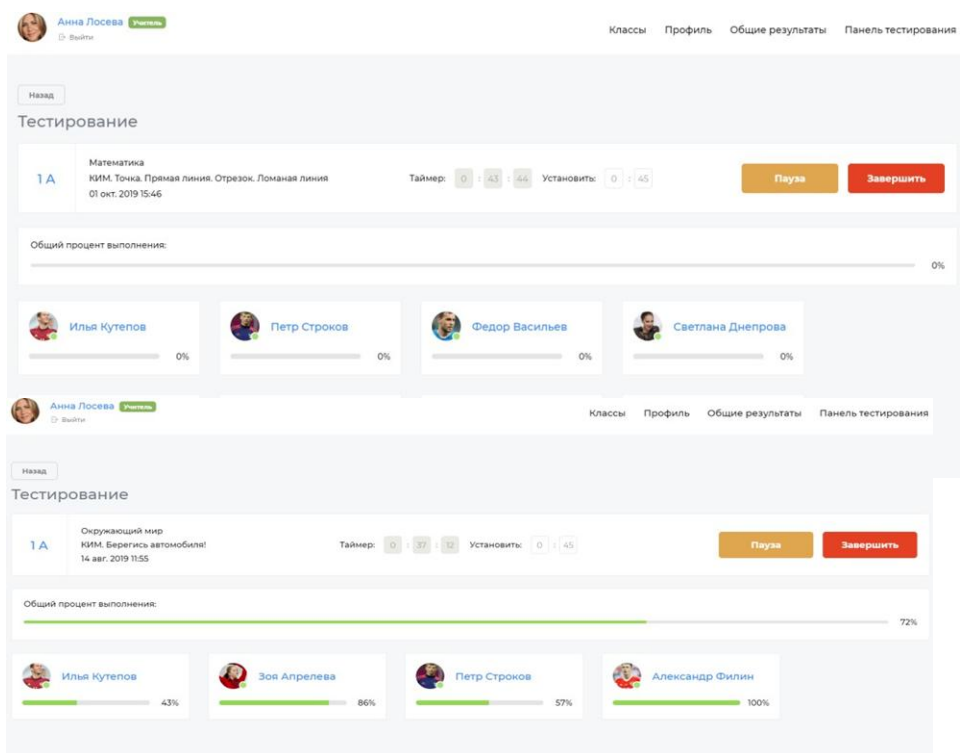 Анна Лосева Учитель
Выйти
Классы Профиль Общие результаты Панель тестирования
Назад
Тестирование
1 А
Математика
КИМ. Точка. Прямая линия. Отрезок. Ломаная линия
01 окт. 2019 15:46
Таймер: 0 : 43 : 44 Установить: 0 : 45
Пауза Завершить
Общий процент выполнения:
0%
Илья Кутепов Петр Строков Федор Васильев Светлана Днепрова
0% 0% 0% 0%
Анна Лосева Учитель
Выйти
Классы Профиль Общие результаты Панель тестирования
Назад
Тестирование
1 А
Окружающий мир
КИМ. Берегись автомобиля!
14 авг. 2019 11:55
Таймер: 0 : 37 : 12 Установить: 0 : 45
Пауза Завершить
Общий процент выполнения:
72%
Илья Кутепов Зоя Апрелева Петр Строков Александр Филин
43% 86% 57% 100%